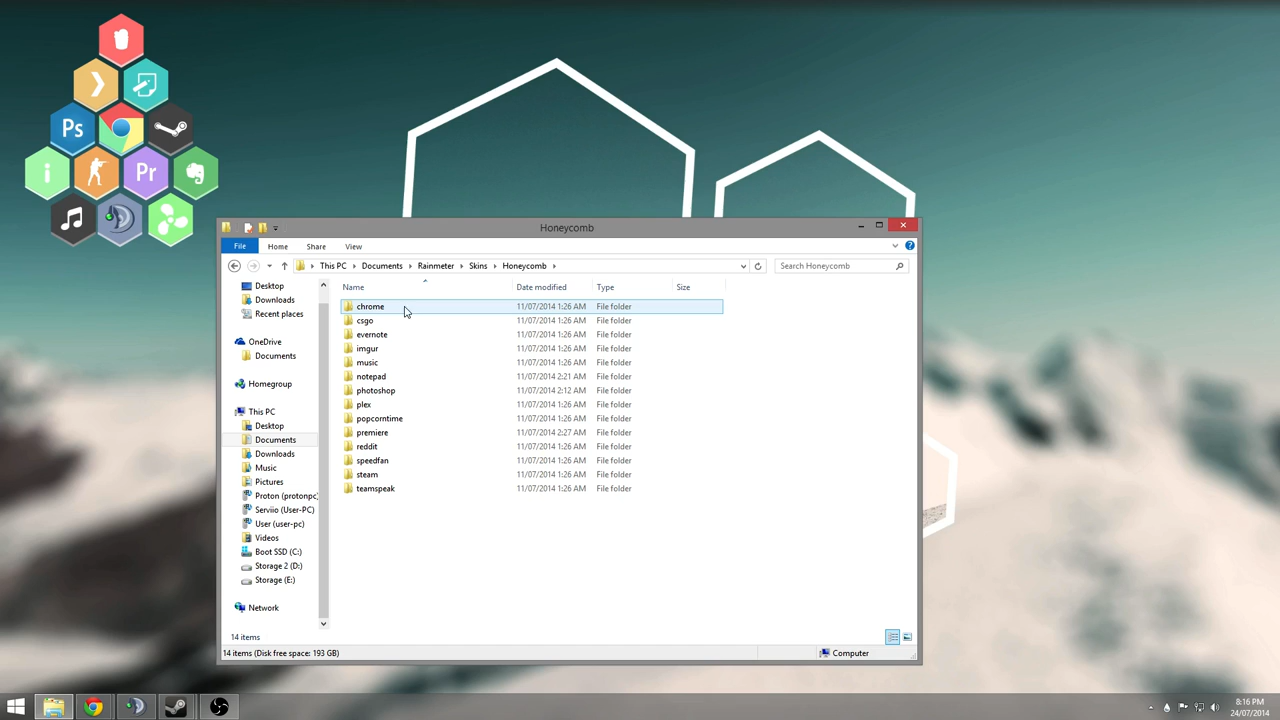 Ps
i
Pr
Honeycomb
File Home Share View
This PC Documents Rainmeter Skins Honeycomb
Search Honeycomb
Desktop
Downloads
Recent places
OneDrive
Documents
Homegroup
This PC
Desktop
Documents
Downloads
Music
Pictures
Proton (protonpc)
Serviio (User-PC)
User (user-pc)
Videos
Boot SSD (C:)
Storage 2 (D:)
Storage (E:)
Network
Name Date modified Type Size
chrome 11/07/2014 1:26 AM File folder
csgo 11/07/2014 1:26 AM File folder
evernote 11/07/2014 1:26 AM File folder
imgur 11/07/2014 1:26 AM File folder
music 11/07/2014 1:26 AM File folder
notepad 11/07/2014 2:21 AM File folder
photoshop 11/07/2014 2:12 AM File folder
plex 11/07/2014 1:26 AM File folder
popcorntime 11/07/2014 1:26 AM File folder
premiere 11/07/2014 2:27 AM File folder
reddit 11/07/2014 1:26 AM File folder
speedfan 11/07/2014 1:26 AM File folder
steam 11/07/2014 1:26 AM File folder
teamspeak 11/07/2014 1:26 AM File folder
14 items
14 items (Disk free space: 193 GB)
Computer
8:16 PM
24/07/2014